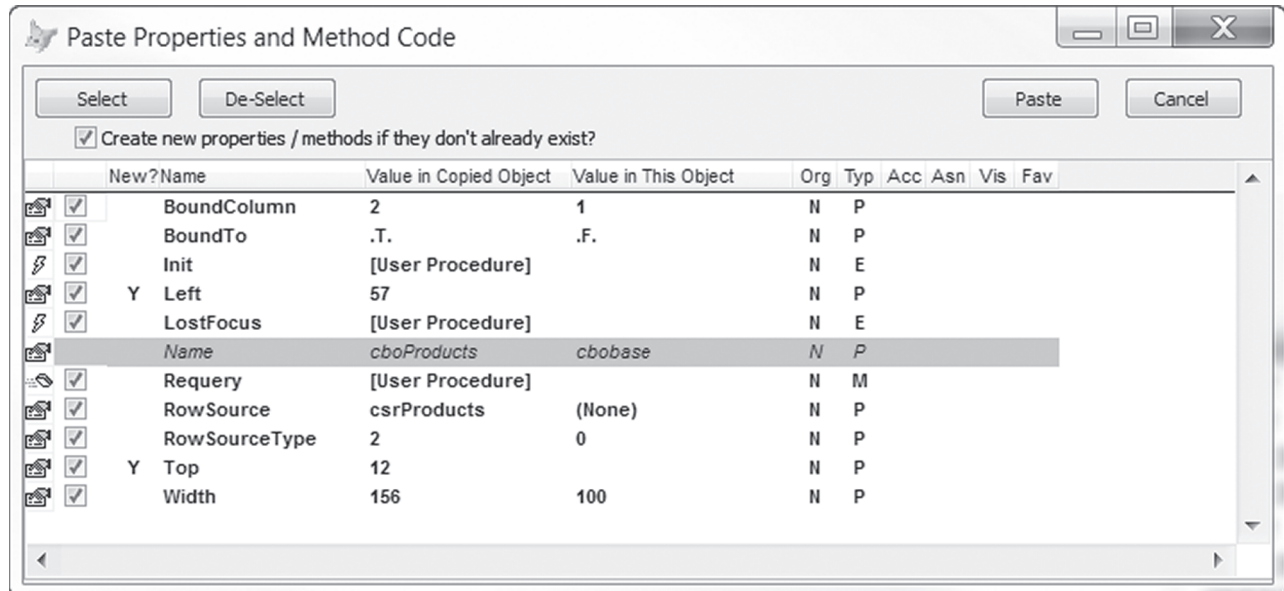 Paste Properties and Method Code
Select De-Select Paste Cancel
Create new properties / methods if they don't already exist?
New? Name Value in Copied Object Value in This Object Org Typ Acc Asn Vis Fav
BoundColumn 2 1 N P
BoundTo .T. .F. N P
Init [User Procedure] N E
Y Left 57 N P
LostFocus [User Procedure] N E
Name cboProducts cbobase N P
Requery [User Procedure] N M
RowSource csrProducts (None) N P
RowSourceType 2 0 N P
Y Top 12 N P
Width 156 100 N P